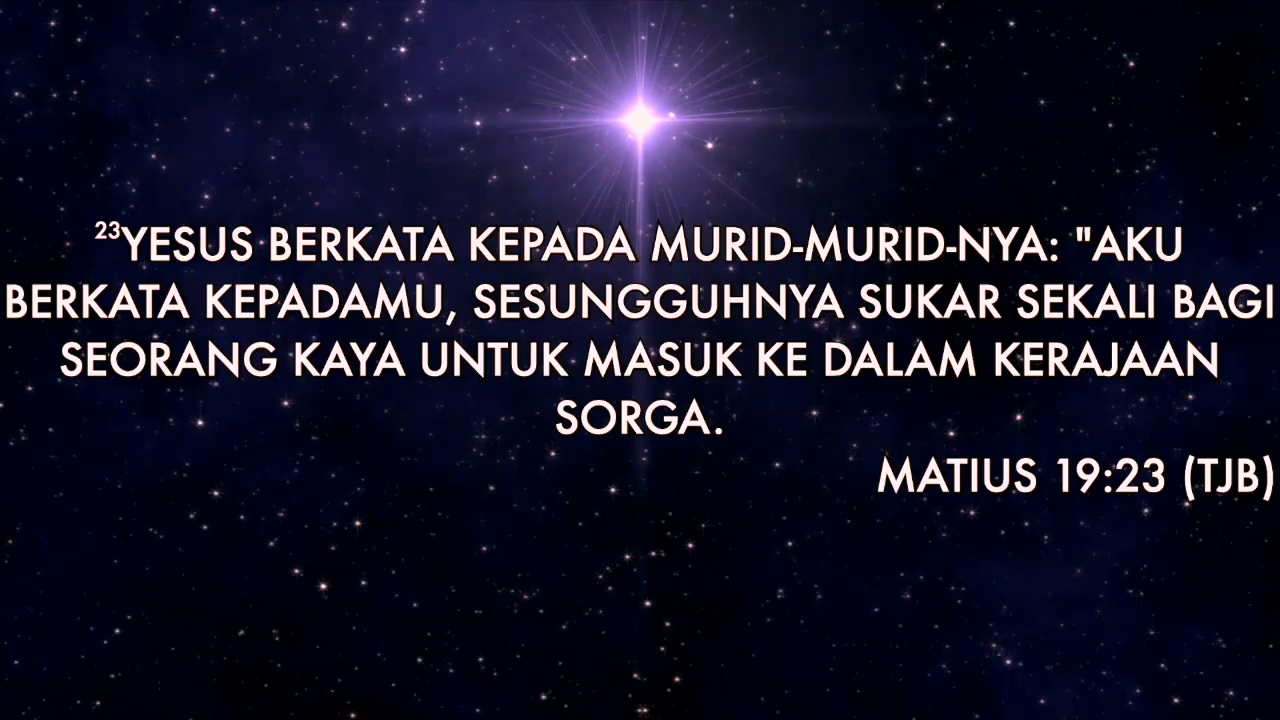 ²³YESUS BERKATA KEPADA MURID-MURID-NYA: "AKU
BERKATA KEPADAMU, SESUNGGUHNYA SUKAR SEKALI BAGI
SEORANG KAYA UNTUK MASUK KE DALAM KERAJAAN
SORGA.
MATIUS 19:23 (TJB)